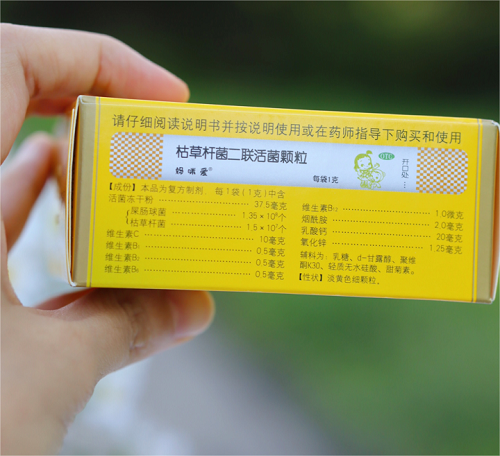 请仔细阅读说明书并按说明使用或在药师指导下购买和使用
枯草杆菌二联活菌颗粒
妈咪爱®
每袋1克
OTC
开口处
【成份】本品为复方制剂，每1袋（1克）中含
活菌冻干粉 37.5毫克
屎肠球菌 1.35×10⁸个
枯草杆菌 1.5×10⁷个
维生素C 10毫克
维生素B₁ 0.5毫克
维生素B₂ 0.5毫克
维生素B₆ 0.5毫克
维生素B₁₂ 1.0微克
烟酰胺 2.0毫克
乳酸钙 20毫克
氧化锌 1.25毫克
辅料为：乳糖、d-甘露醇、聚维
酮K30、轻质无水硅酸、甜菊素。
【性状】淡黄色细颗粒。